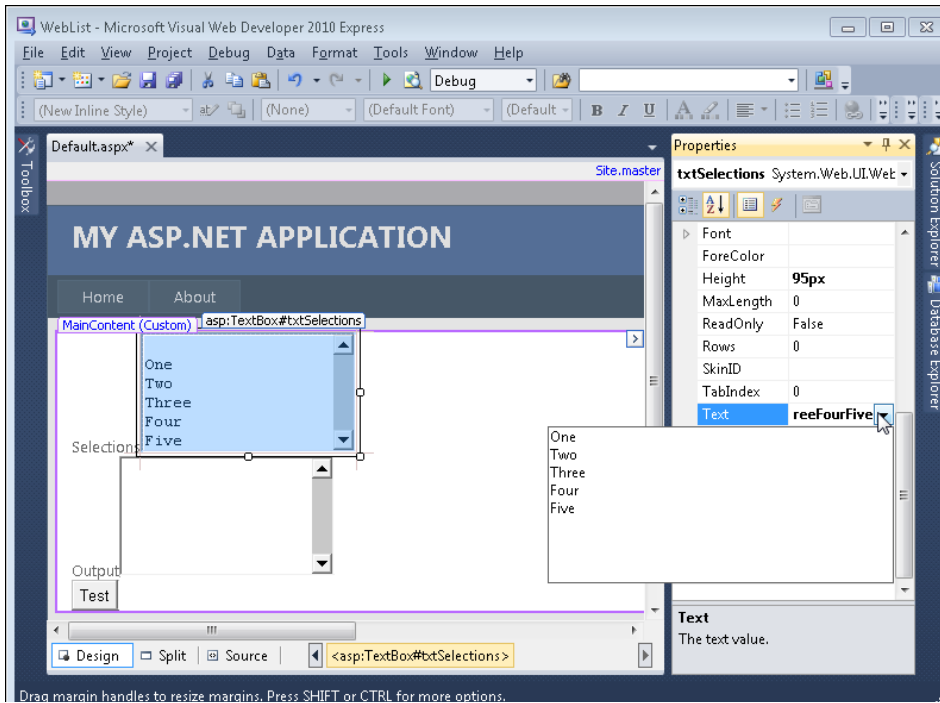 WebList - Microsoft Visual Web Developer 2010 Express
File Edit View Project Debug Data Format Tools Window Help
Debug
(New Inline Style) (None) (Default Font) (Default B I U A
Toolbox
Default.aspx*
Site.master
MY ASP.NET APPLICATION
Home About
MainContent (Custom) asp:TextBox#txtSelections
One
Two
Three
Four
Selections Five
Output
Test
Design Split Source <asp:TextBox#txtSelections>
Properties
txtSelections System.Web.UI.Web
Font
ForeColor
Height 95px
MaxLength 0
ReadOnly False
Rows 0
SkinID
TabIndex 0
Text reeFourFive
One
Two
Three
Four
Five
Text
The text value.
Solution Explorer
Database Explorer
Drag margin handles to resize margins. Press SHIFT or CTRL for more options.